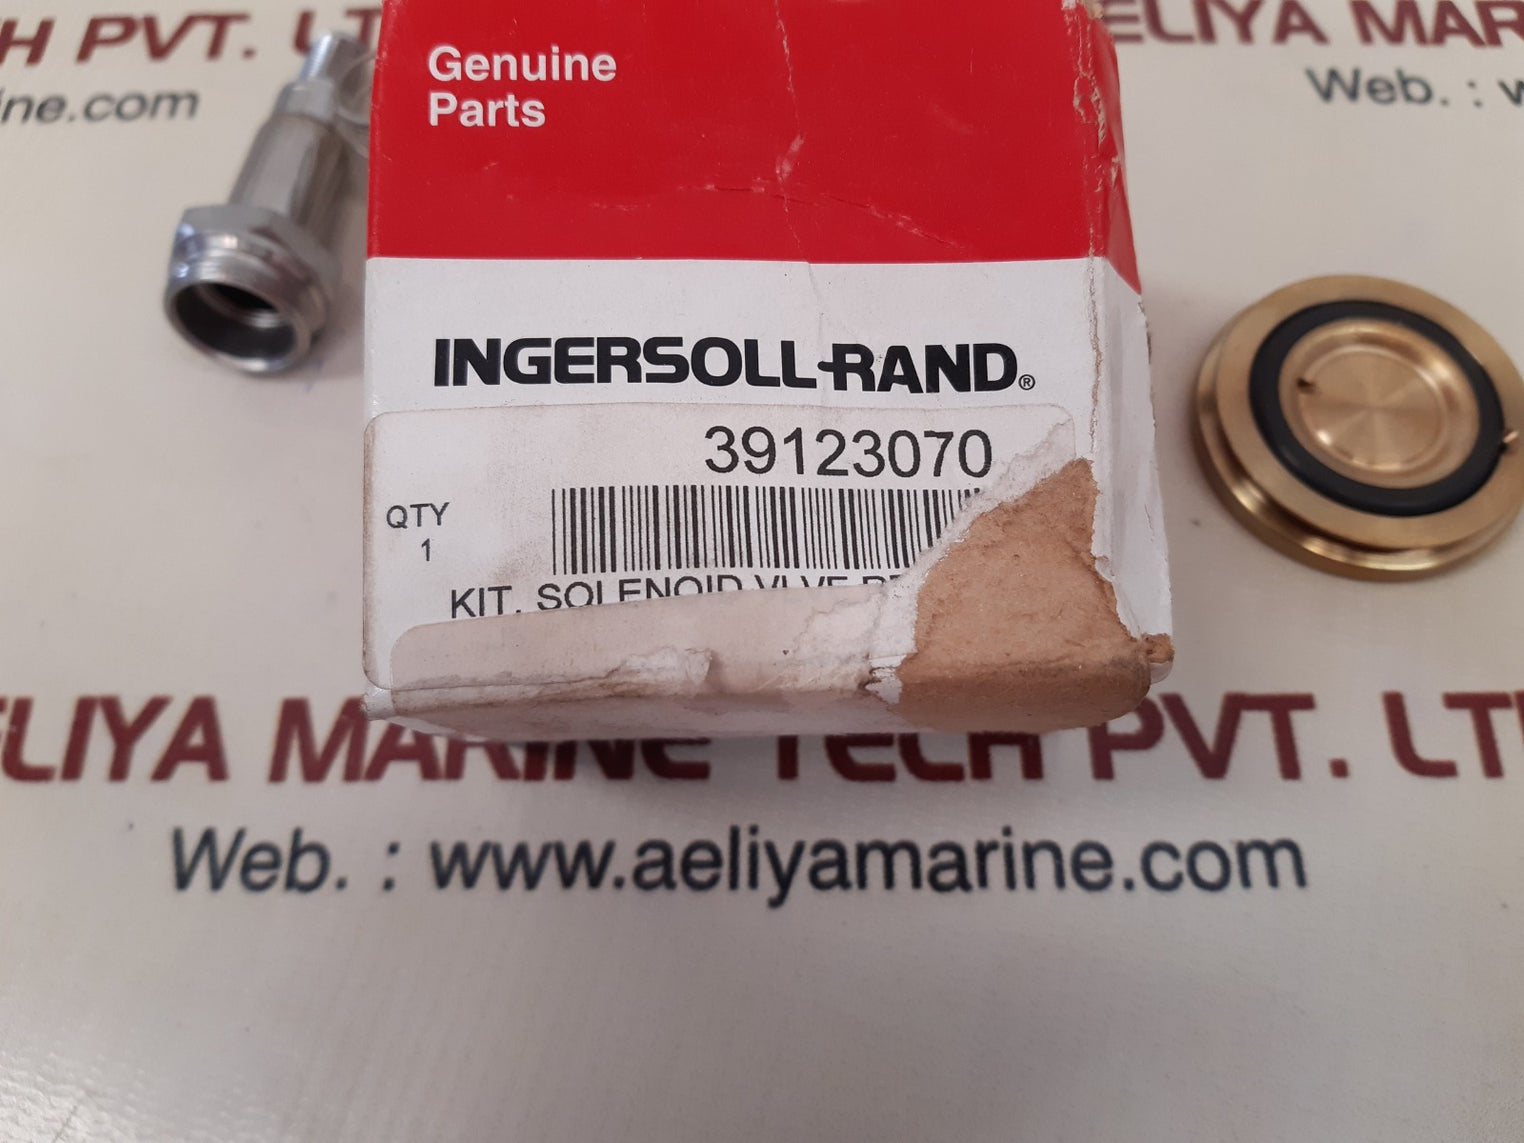 H PVT. LT
ELIYA MAR
ine.com
Web. : w
Genuine
Parts
INGERSOLL-RAND®
39123070
QTY
1
KIT, SOLENOID VLVE
ELIYA MARINE TECH PVT. LT
Web. : www.aeliyamarine.com